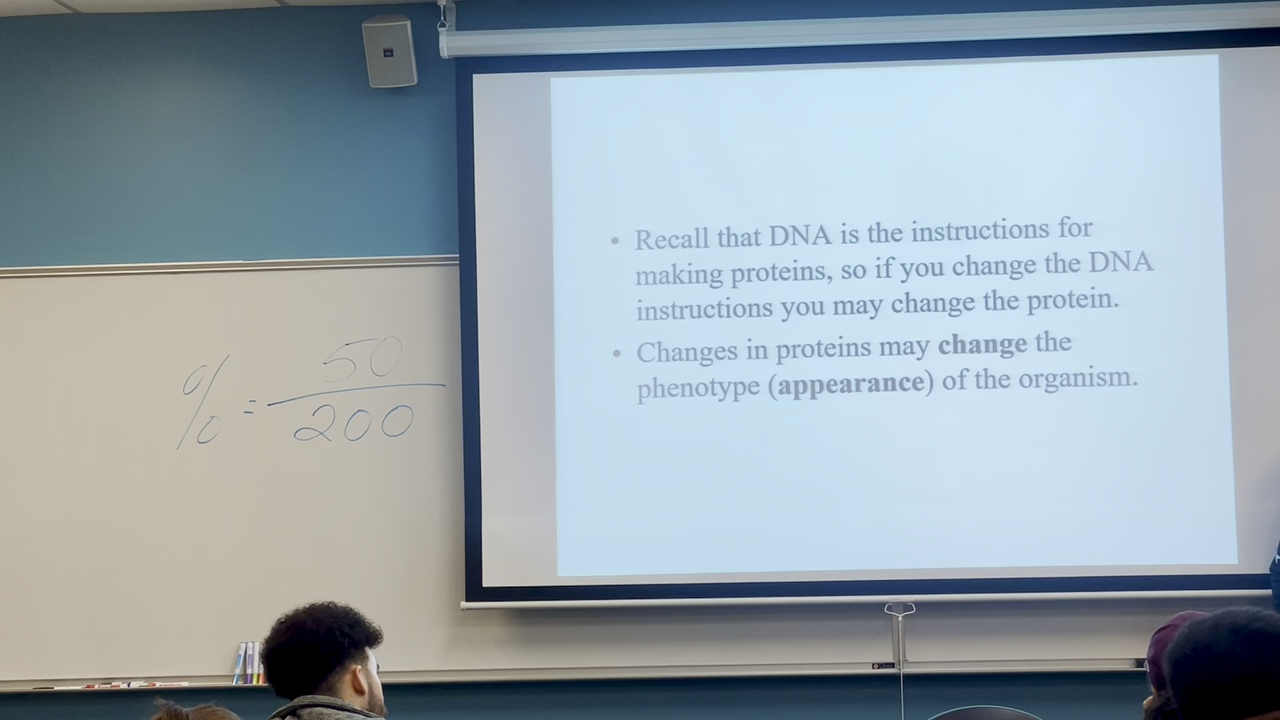 % = 50
200
• Recall that DNA is the instructions for
making proteins, so if you change the DNA
instructions you may change the protein.
• Changes in proteins may change the
phenotype (appearance) of the organism.